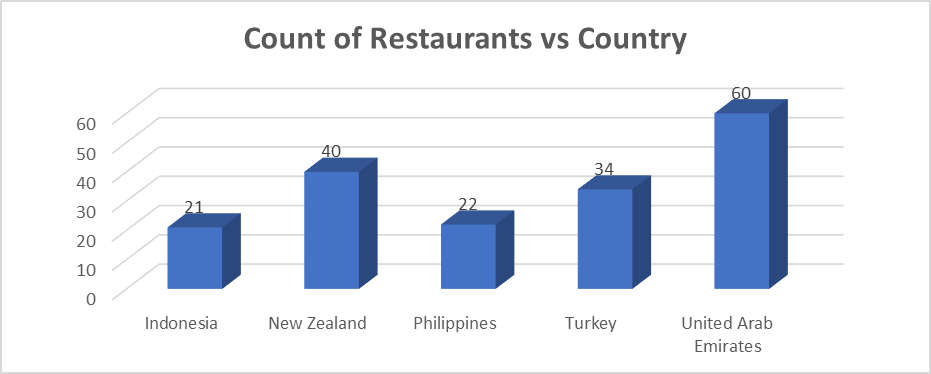 Count of Restaurants vs Country
60
50
40
30
20
10
0
21
40
22
34
60
Indonesia
New Zealand
Philippines
Turkey
United Arab
Emirates